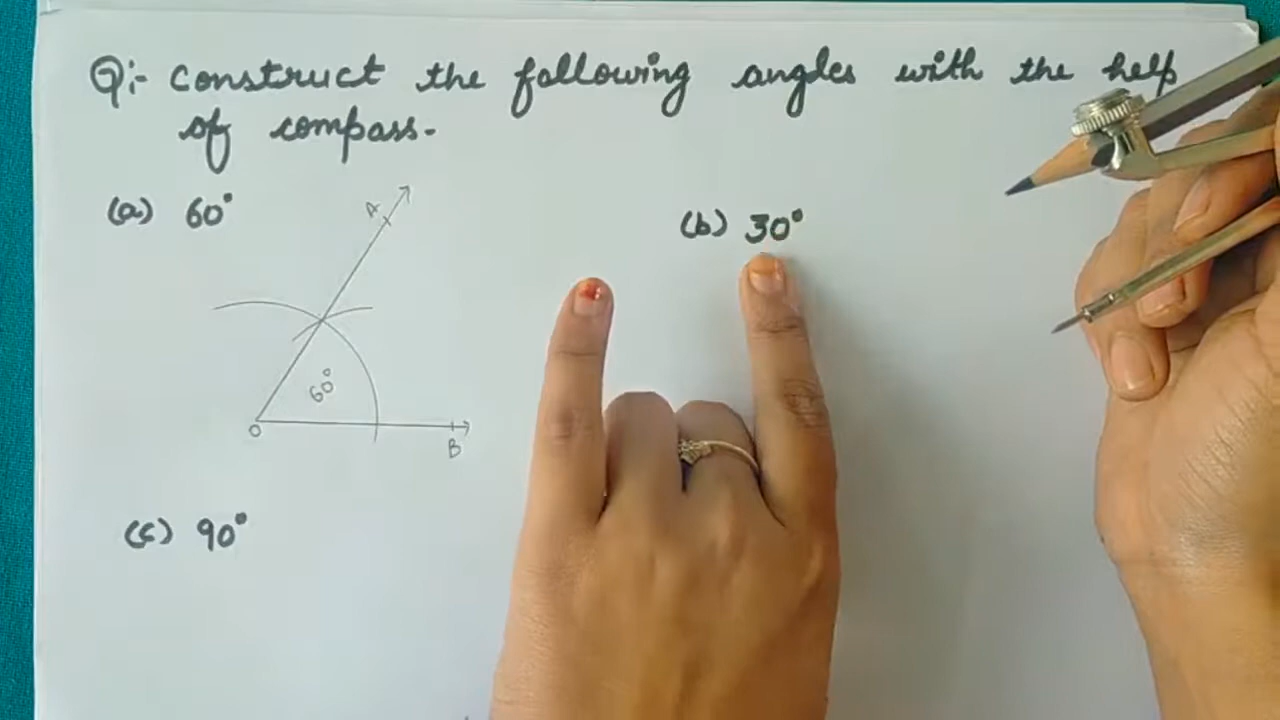 Q:- Construct the following angles with the help
of compass.
(a) 60°
A
(b) 30°
60°
O
B
(c) 90°